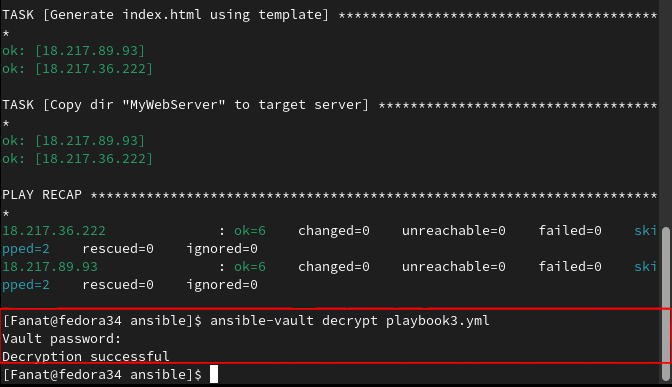 TASK [Generate index.html using template] ****************************************
*
ok: [18.217.89.93]
ok: [18.217.36.222]
TASK [Copy dir "MyWebServer" to target server] ***********************************
*
ok: [18.217.89.93]
ok: [18.217.36.222]
PLAY RECAP ***********************************************************************
*
18.217.36.222              : ok=6    changed=0    unreachable=0    failed=0    ski
pped=2    rescued=0    ignored=0
18.217.89.93               : ok=6    changed=0    unreachable=0    failed=0    ski
pped=2    rescued=0    ignored=0
[Fanat@fedora34 ansible]$ ansible-vault decrypt playbook3.yml
Vault password:
Decryption successful
[Fanat@fedora34 ansible]$